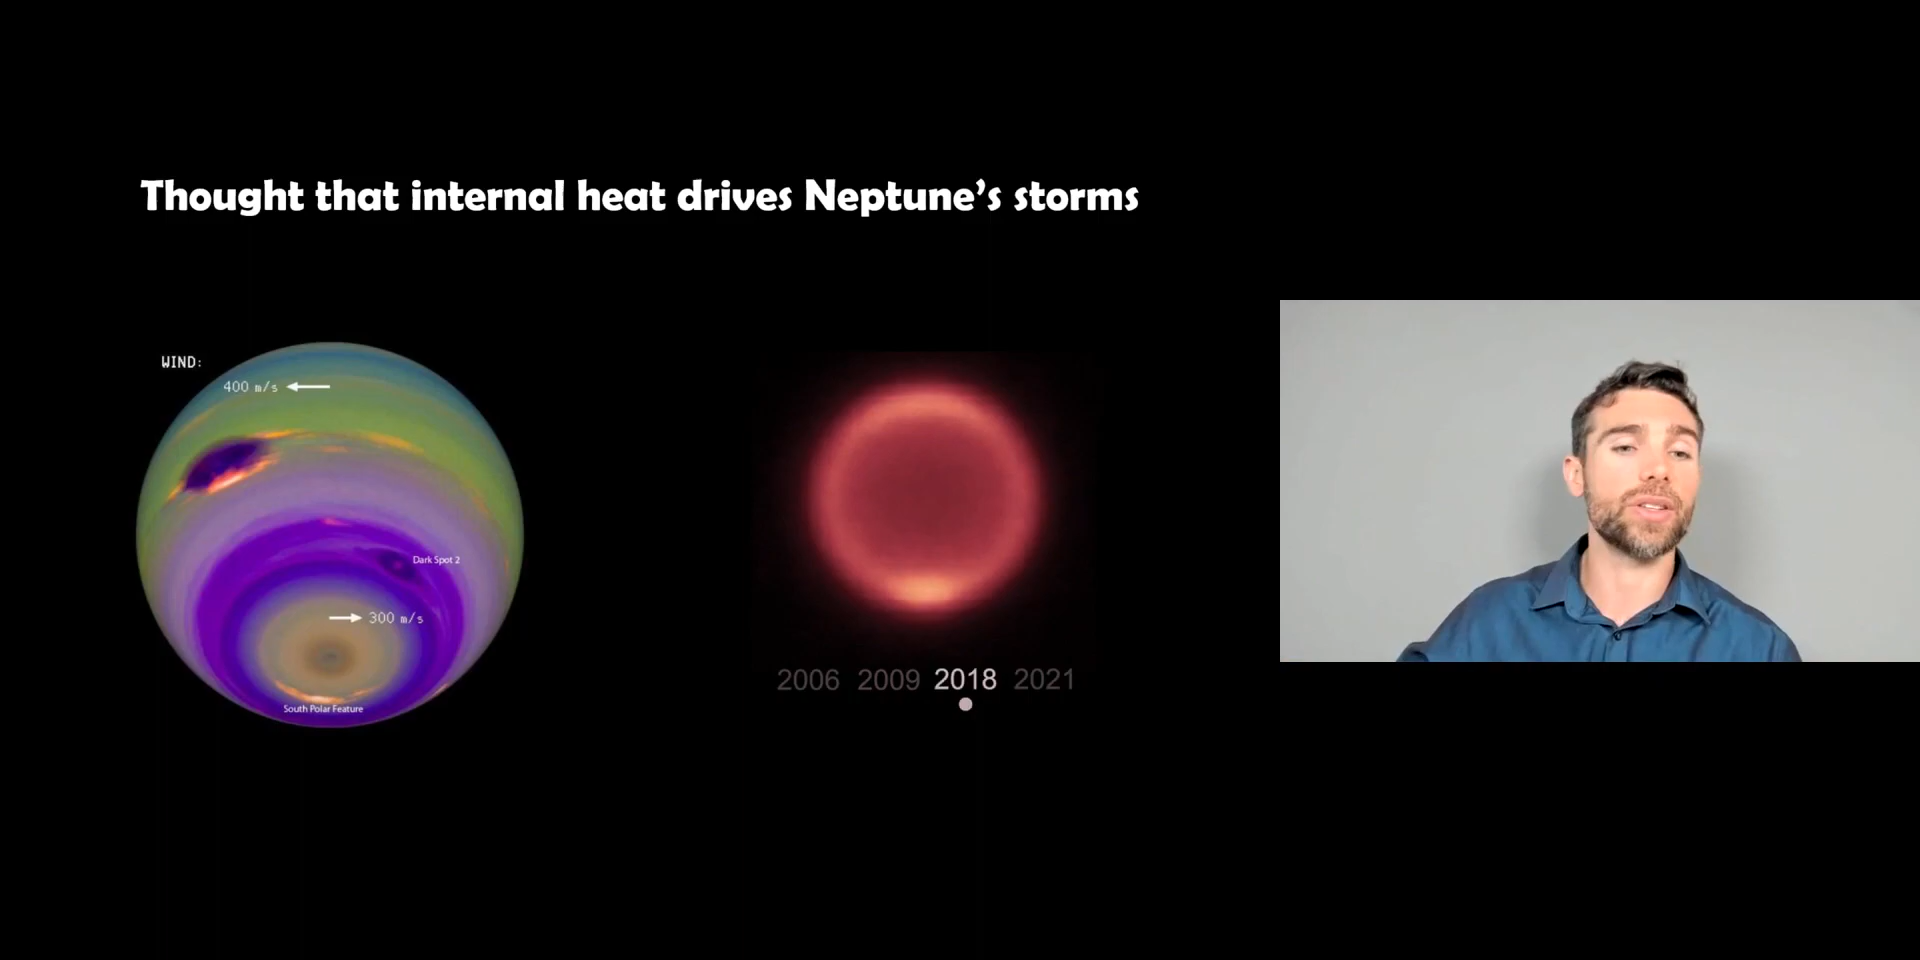 Thought that internal heat drives Neptune's storms
WIND:
400 m/s
Dark Spot 2
300 m/s
South Polar Feature
2006 2009 2018 2021